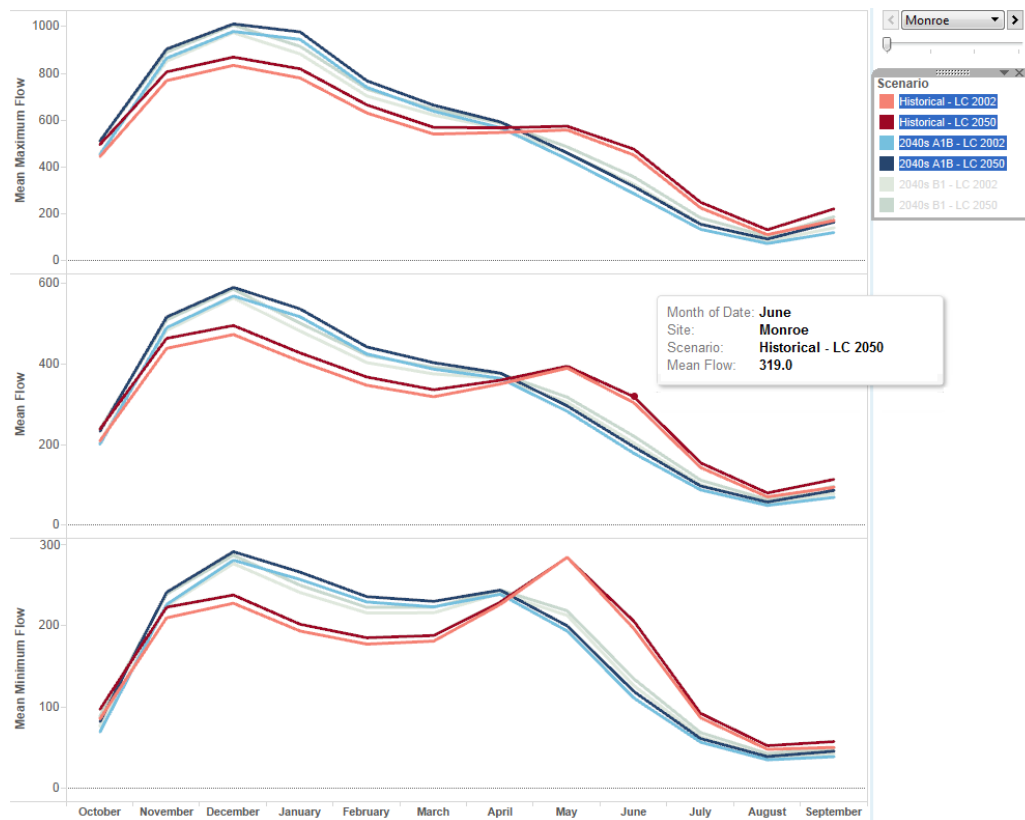 Monroe
Scenario
Historical - LC 2002
Historical - LC 2050
2040s A1B - LC 2002
2040s A1B - LC 2050
2040s B1 - LC 2002
2040s B1 - LC 2050
Mean Maximum Flow
1000
800
600
400
200
0
Mean Flow
600
400
200
0
Month of Date: June
Site: Monroe
Scenario: Historical - LC 2050
Mean Flow: 319.0
Mean Minimum Flow
300
200
100
0
October November December January February March April May June July August September